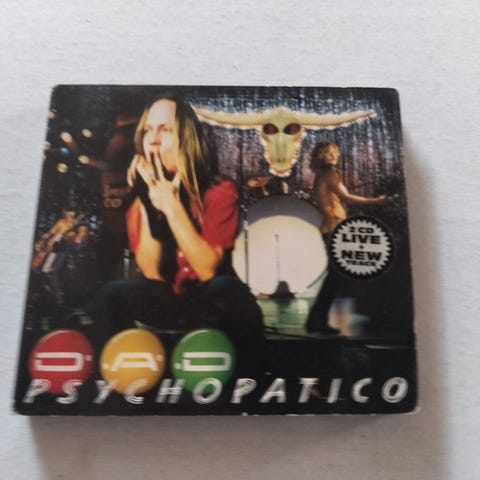 2 CD
LIVE
+
NEW
TRACK
D·A·D
PSYCHOPATICO